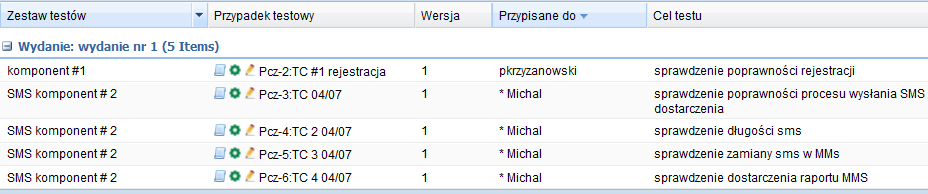 Zestaw testów Przypadek testowy Wersja Przypisane do Cel testu
Wydanie: wydanie nr 1 (5 Items)
komponent #1 Pcz-2:TC #1 rejestracja 1 pkrzyzanowski sprawdzenie poprawności rejestracji
SMS komponent # 2 Pcz-3:TC 04/07 1 * Michal sprawdzenie poprawności procesu wysłania SMS
dostarczenia
SMS komponent # 2 Pcz-4:TC 2 04/07 1 * Michal sprawdzenie długości sms
SMS komponent # 2 Pcz-5:TC 3 04/07 1 * Michal sprawdzenie zamiany sms w MMs
SMS komponent # 2 Pcz-6:TC 4 04/07 1 * Michal sprawdzenie dostarczenia raportu MMS